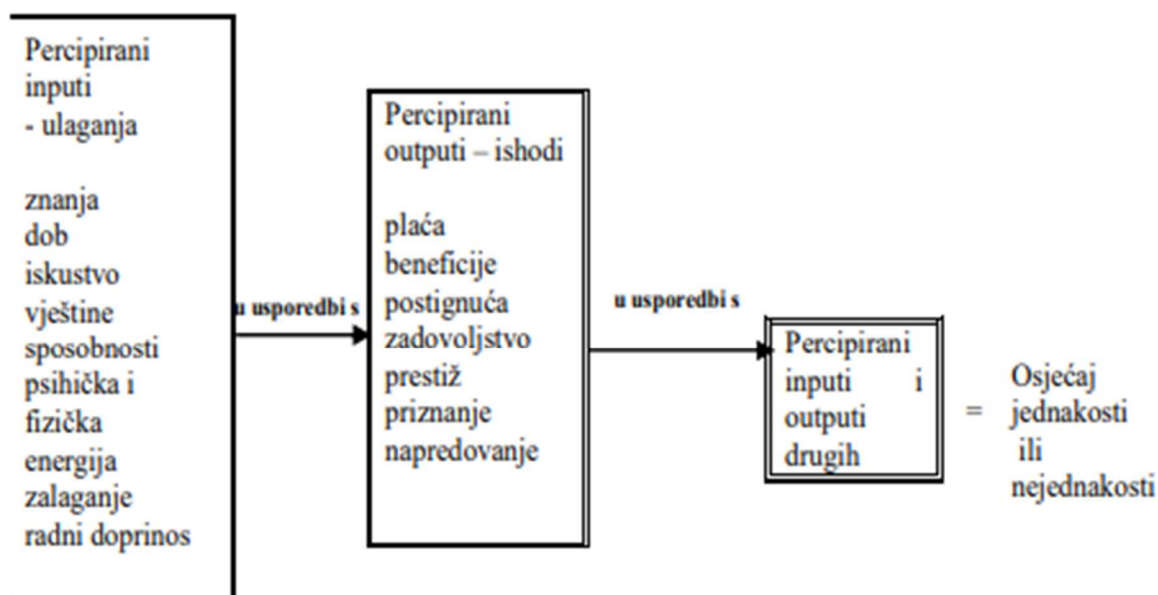 Percipirani
inputi
- ulaganja
znanja
dob
iskustvo
vještine
sposobnosti
psihička i
fizička
energija
zalaganje
radni doprinos
u usporedbi s
Percipirani
outputi – ishodi
plaća
beneficije
postignuća
zadovoljstvo
prestiž
priznanje
napredovanje
u usporedbi s
Percipirani
inputi i
outputi
drugih
=
Osjećaj
jednakosti
ili
nejednakosti